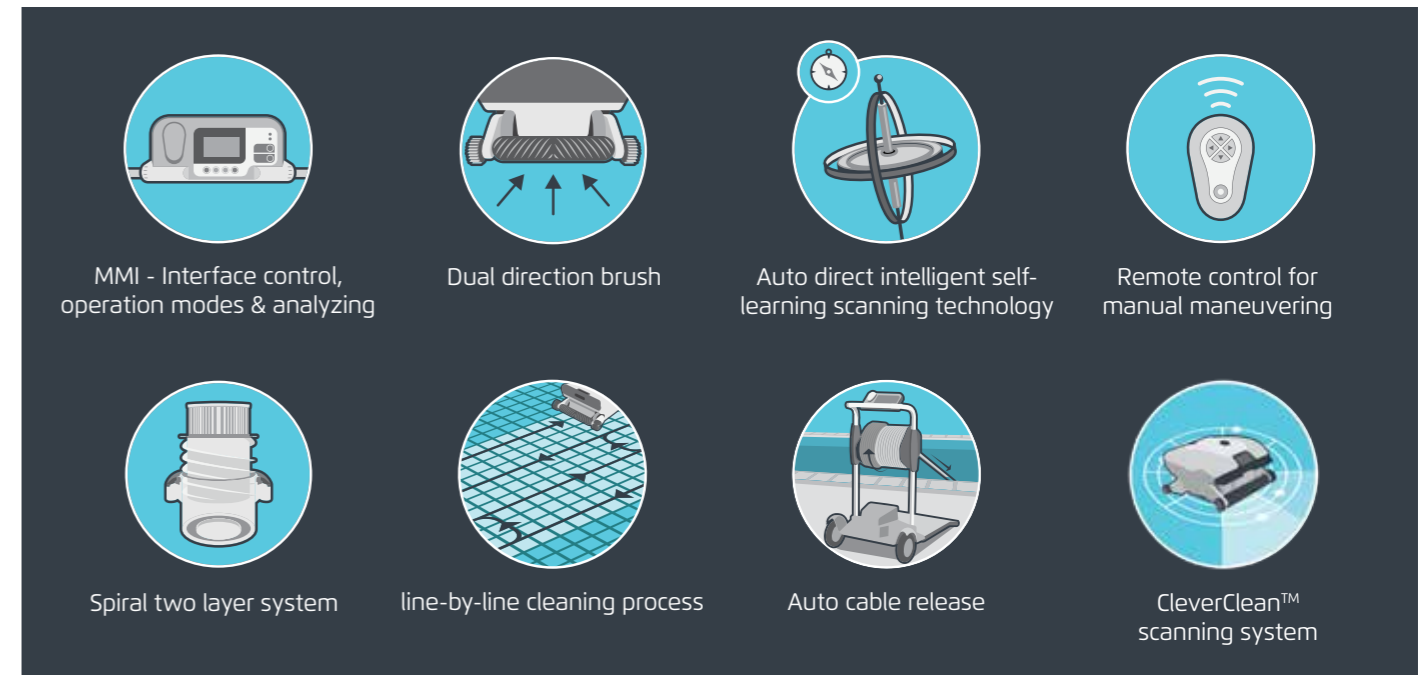 MMI - Interface control,
operation modes & analyzing
Dual direction brush
Auto direct intelligent self-
learning scanning technology
Remote control for
manual maneuvering
Spiral two layer system
line-by-line cleaning process
Auto cable release
CleverClean™
scanning system